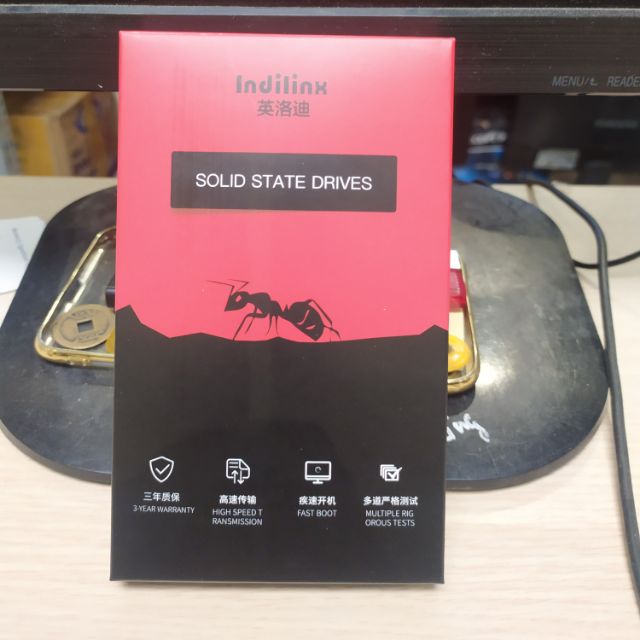 MENU/ READER
Indilinx
英洛迪
SOLID STATE DRIVES
三年质保
3-YEAR WARRANTY
高速传输
HIGH SPEED T
RANSMISSION
疾速开机
FAST BOOT
多道严格测试
MULTIPLE RIG
OROUS TESTS